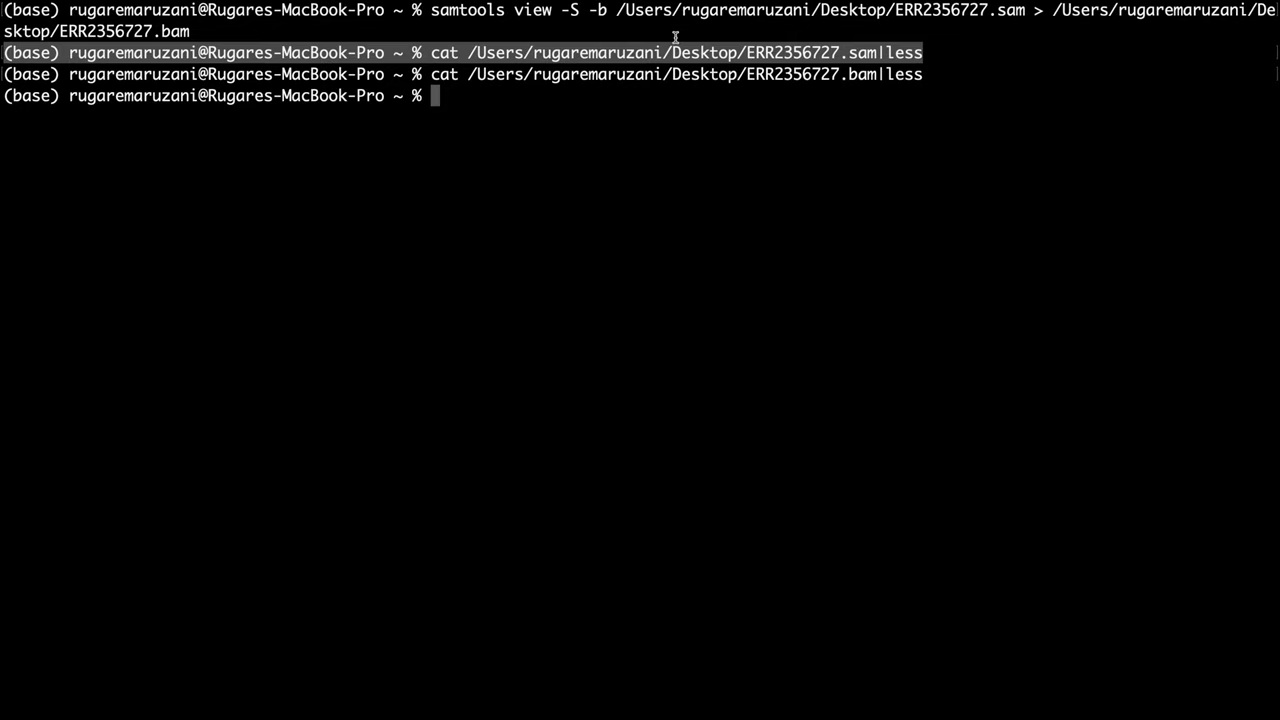 (base) rugaremaruzani@Rugares-MacBook-Pro ~ % samtools view -S -b /Users/rugaremaruzani/Desktop/ERR2356727.sam > /Users/rugaremaruzani/De
sktop/ERR2356727.bam
(base) rugaremaruzani@Rugares-MacBook-Pro ~ % cat /Users/rugaremaruzani/Desktop/ERR2356727.sam|less
(base) rugaremaruzani@Rugares-MacBook-Pro ~ % cat /Users/rugaremaruzani/Desktop/ERR2356727.bam|less
(base) rugaremaruzani@Rugares-MacBook-Pro ~ %